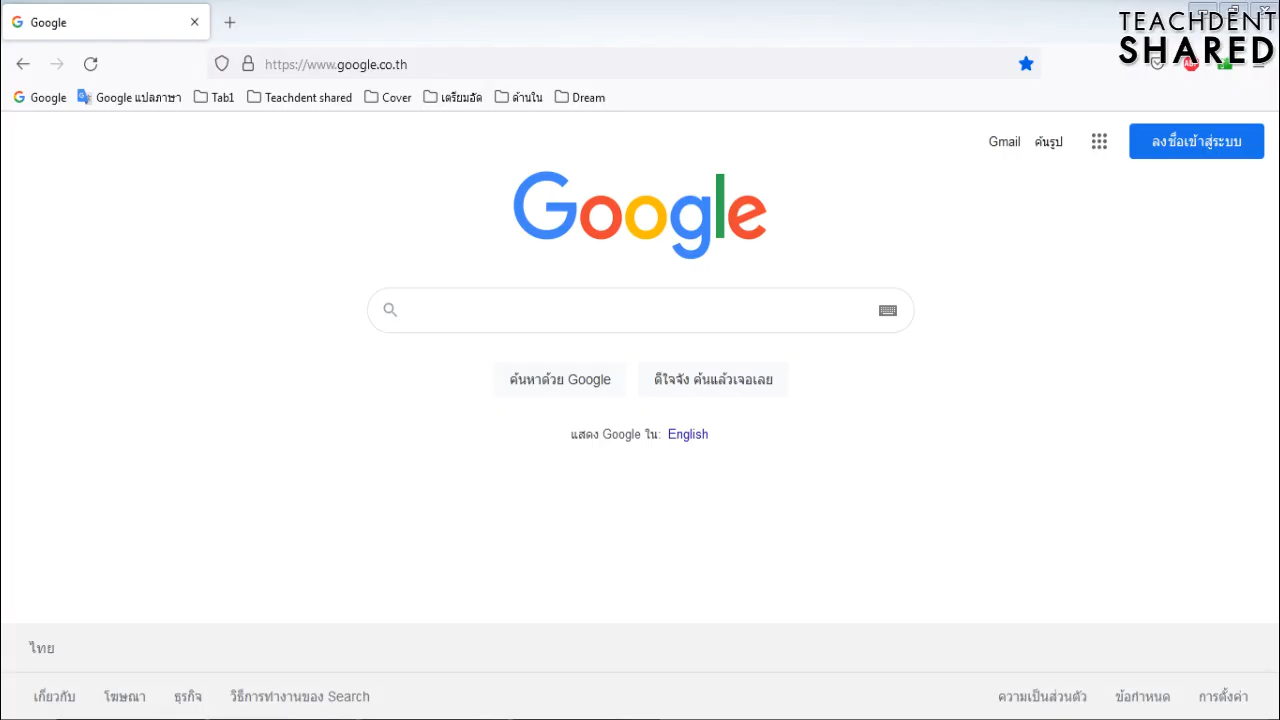 Google
TEACHDENT
SHARED
https://www.google.co.th
Google Google แปลภาษา Tab1 Teachdent shared Cover เตรียมอัด ด้านใน Dream
Gmail ค้นรูป ลงชื่อเข้าสู่ระบบ
Google
ค้นหาด้วย Google ดีใจจัง ค้นแล้วเจอเลย
แสดง Google ใน: English
ไทย
เกี่ยวกับ โฆษณา ธุรกิจ วิธีการทำงานของ Search ความเป็นส่วนตัว ข้อกำหนด การตั้งค่า